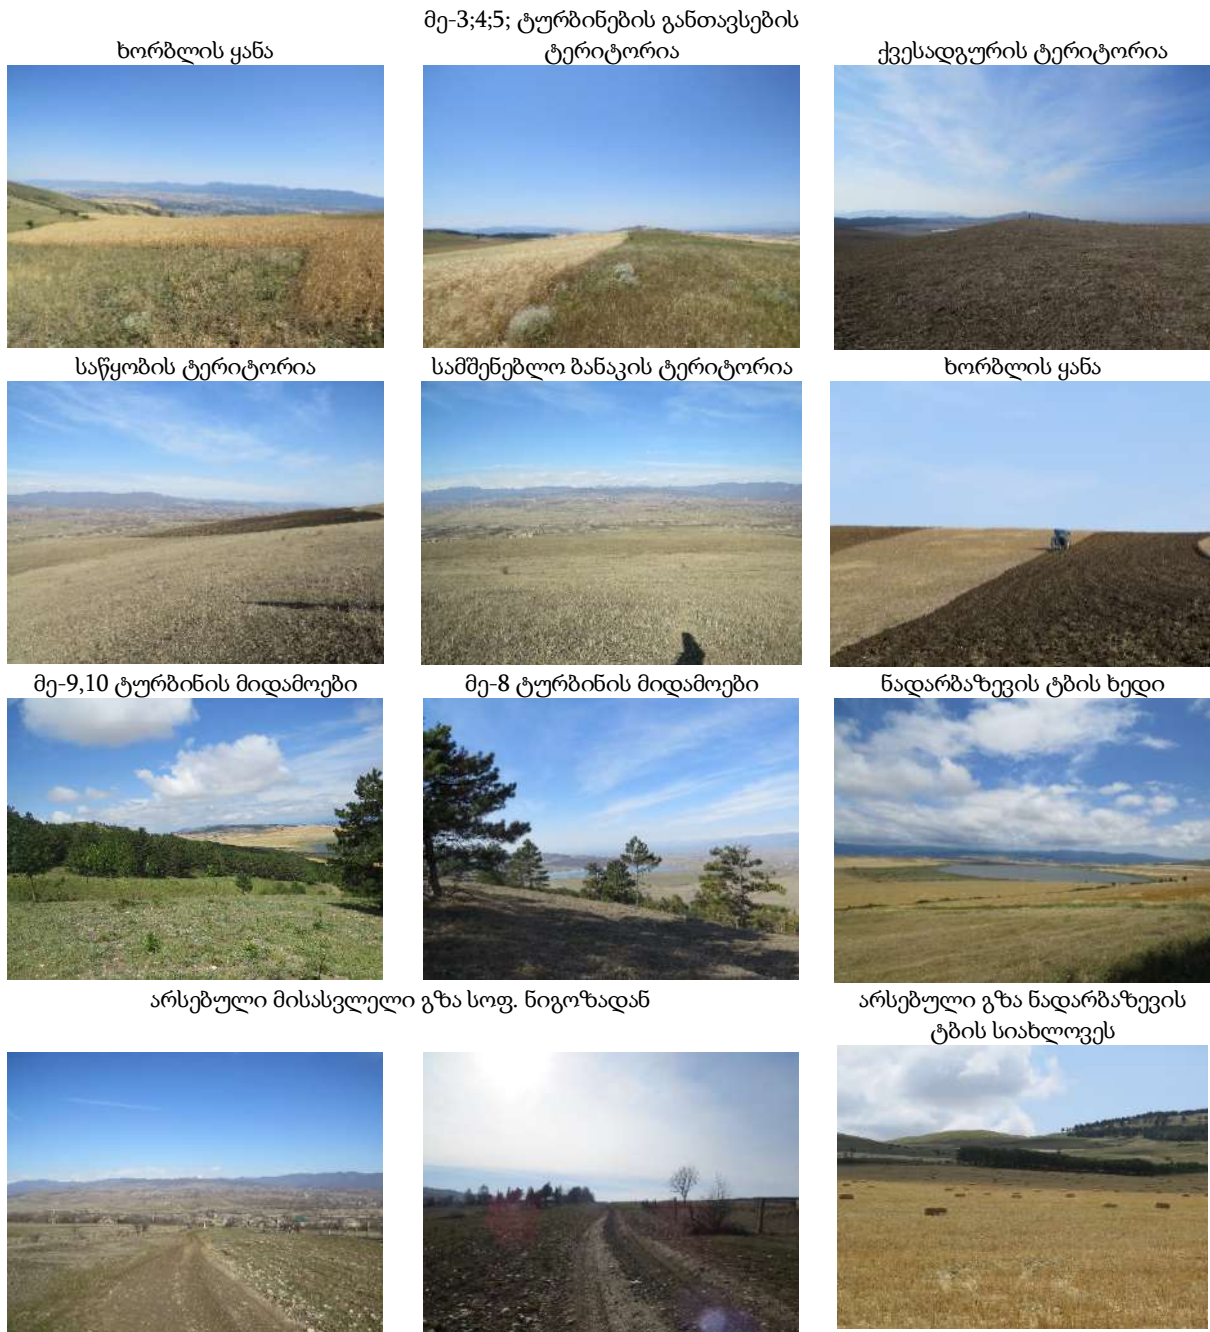 ხორბლის ყანა
მე-3;4;5; ტურბინების განთავსების
ტერიტორია
ქვესადგურის ტერიტორია
საწყობის ტერიტორია
სამშენებლო ბანაკის ტერიტორია
ხორბლის ყანა
მე-9,10 ტურბინის მიდამოები
მე-8 ტურბინის მიდამოები
ნადარბაზევის ტბის ხედი
არსებული მისასვლელი გზა სოფ. ნიგოზადან
არსებული გზა ნადარბაზევის
ტბის სიახლოვეს